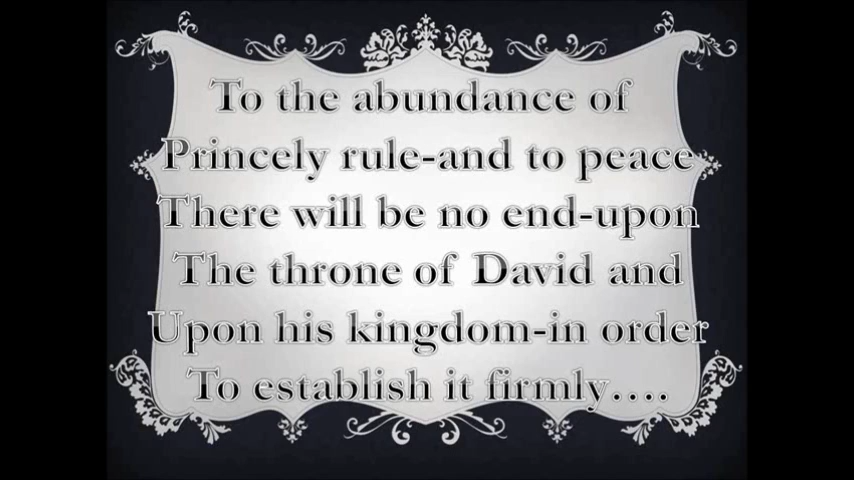 To the abundance of
Princely rule-and to peace
There will be no end-upon
The throne of David and
Upon his kingdom-in order
To establish it firmly....